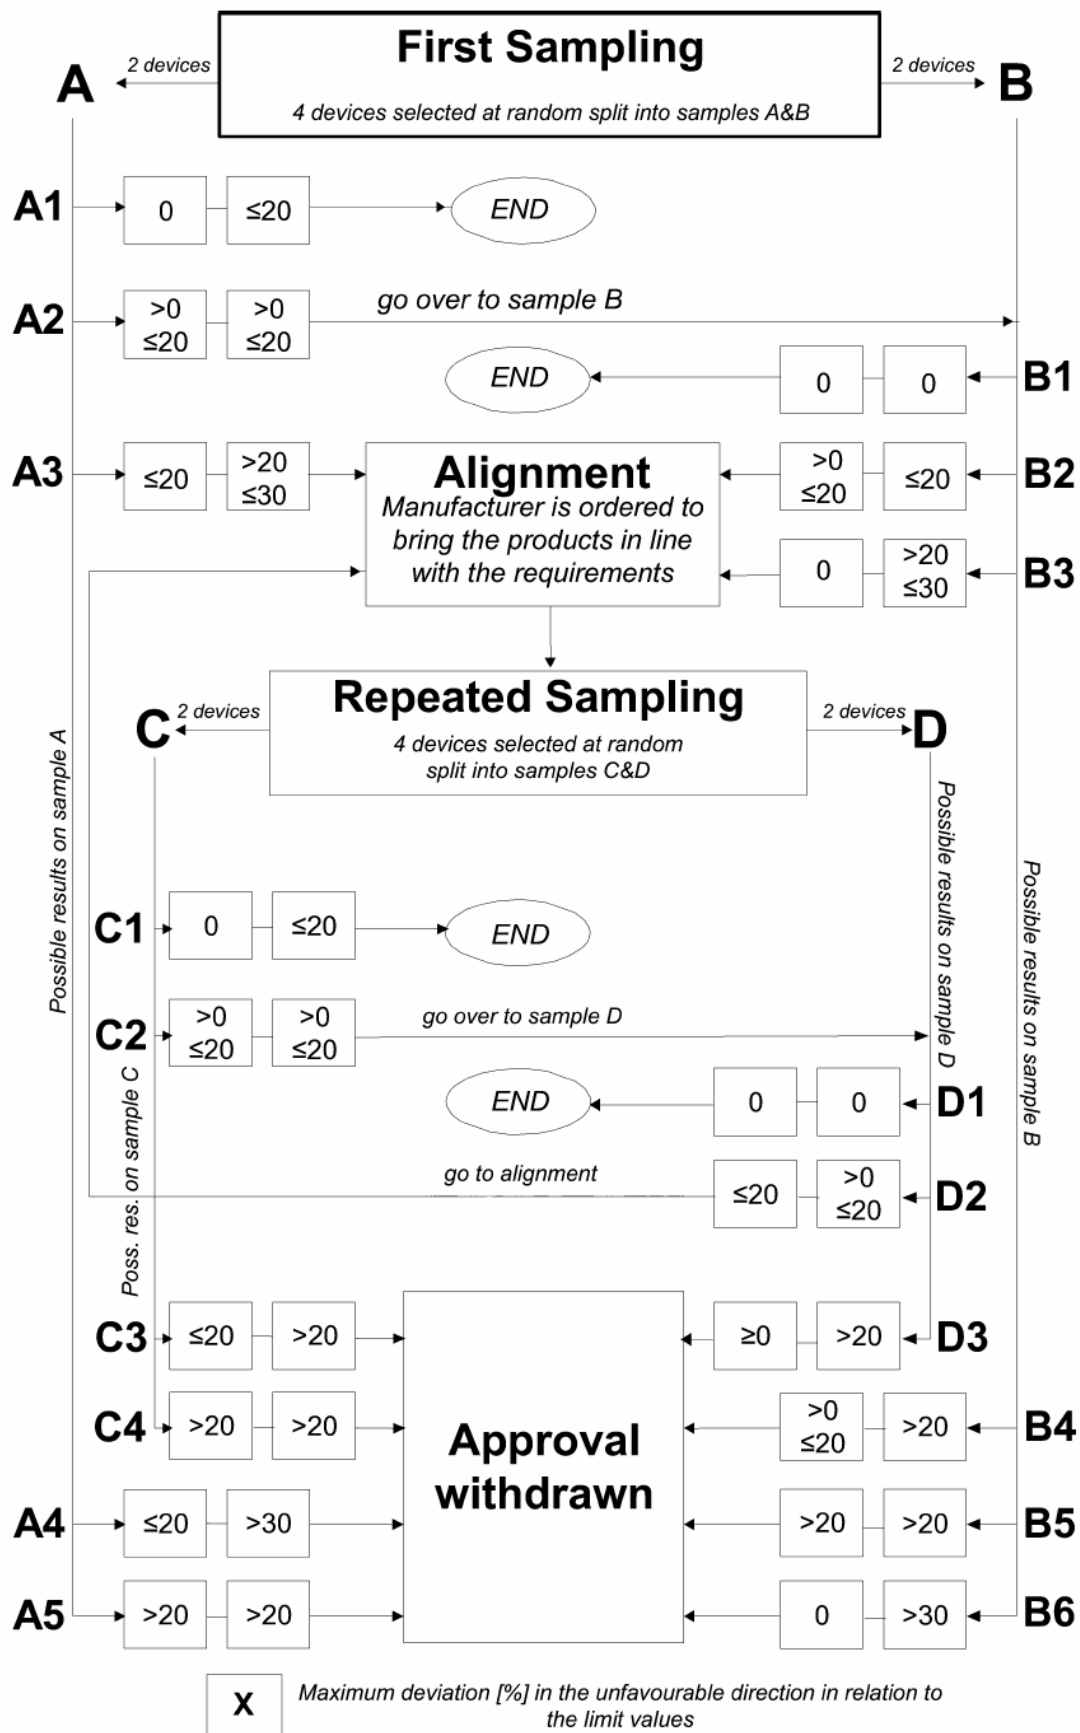 First Sampling
A
2 devices
2 devices
B
4 devices selected at random split into samples A&B
A1
0
≤20
END
A2
>0
≤20
>0
≤20
go over to sample B
END
0
0
B1
A3
≤20
>20
≤30
Alignment
Manufacturer is ordered to
bring the products in line
with the requirements
>0
≤20
≤20
B2
0
>20
≤30
B3
Repeated Sampling
C
2 devices
2 devices
D
4 devices selected at random
split into samples C&D
Possible results on sample A
Possible results on sample D
Possible results on sample B
C1
0
≤20
END
C2
>0
≤20
>0
≤20
go over to sample D
Poss. res. on sample C
END
0
0
D1
go to alignment
≤20
>0
≤20
D2
C3
≤20
>20
≥0
>20
D3
C4
>20
>20
Approval
withdrawn
>0
≤20
>20
B4
A4
≤20
>30
>20
>20
B5
A5
>20
>20
0
>30
B6
X
Maximum deviation [%] in the unfavourable direction in relation to
the limit values